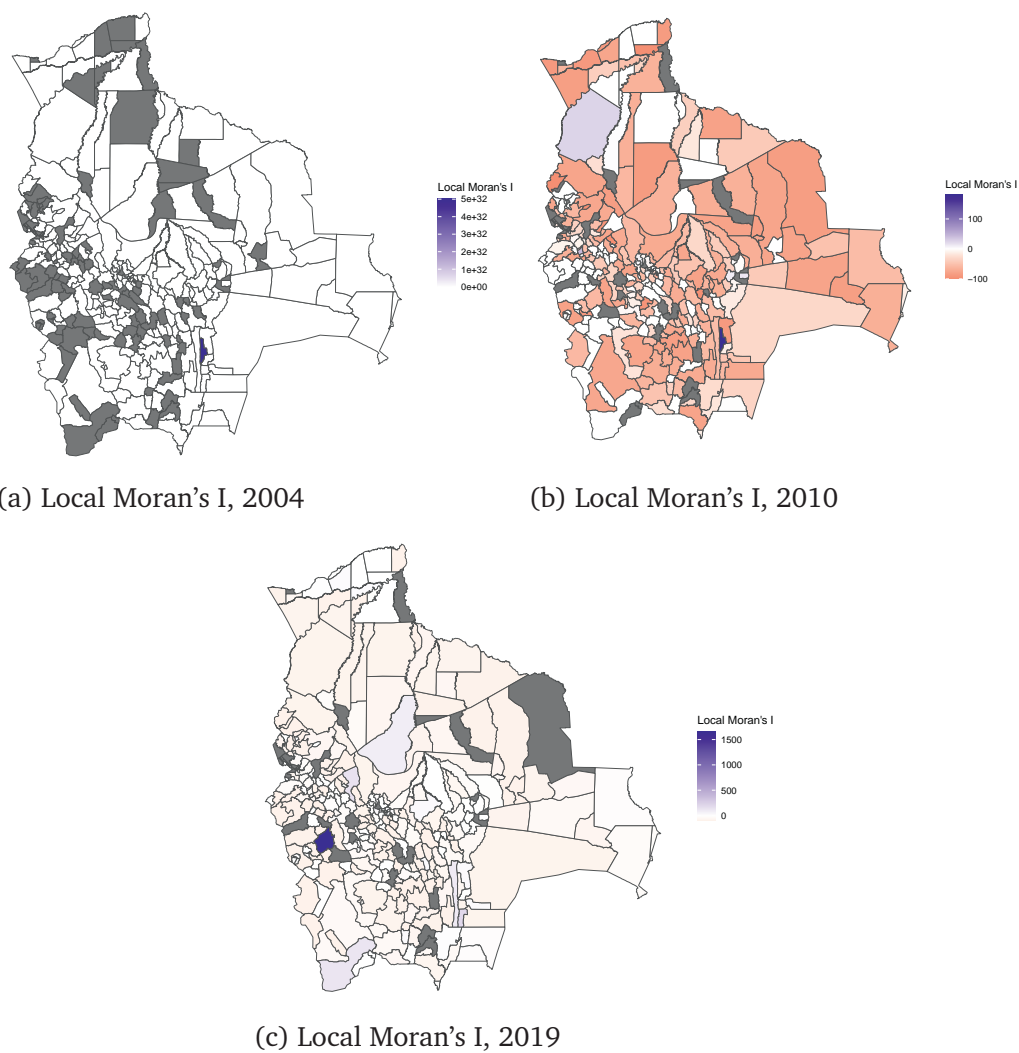 Local Moran's I
5e+32
4e+32
3e+32
2e+32
1e+32
0e+00
Local Moran's I
100
0
−100
(a) Local Moran's I, 2004
(b) Local Moran's I, 2010
Local Moran's I
1500
1000
500
0
(c) Local Moran's I, 2019